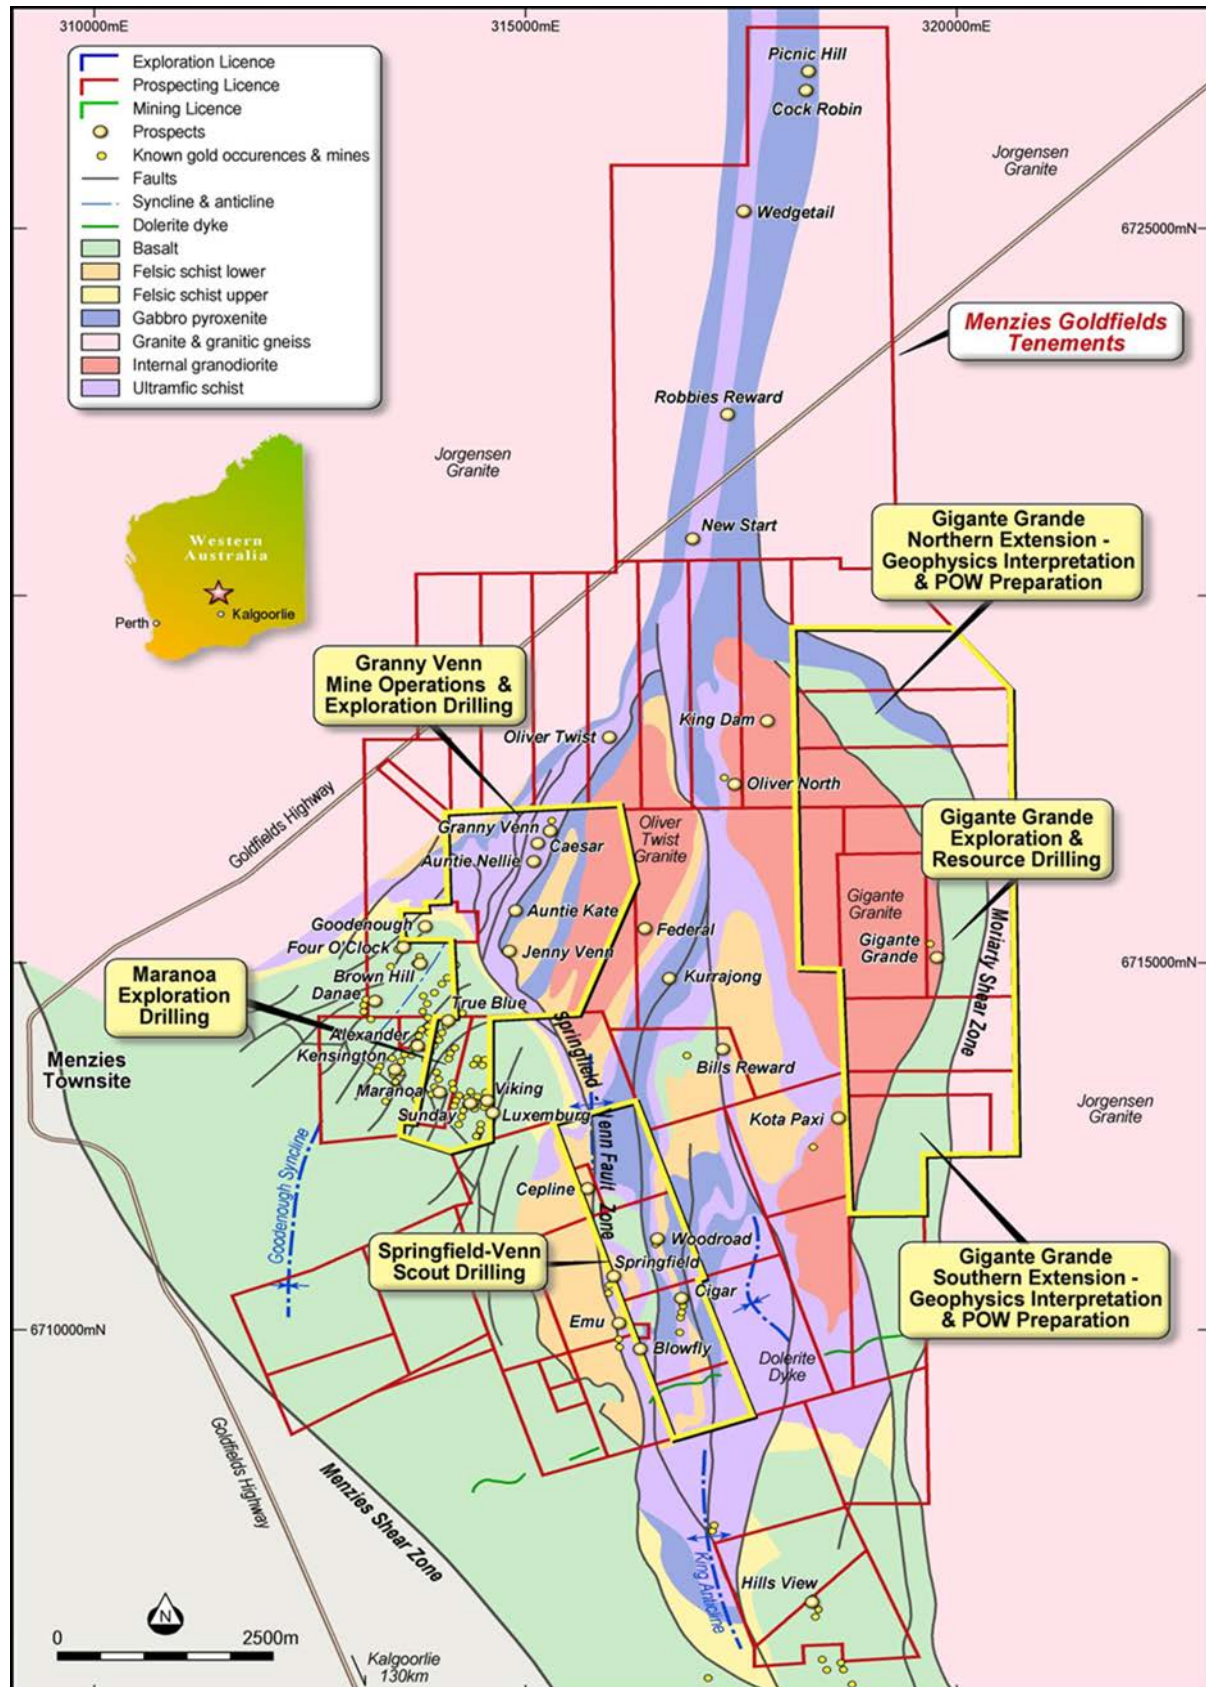 310000mE
315000mE
320000mE
Exploration Licence
Prospecting Licence
Mining Licence
Prospects
Known gold occurences & mines
Faults
Syncline & anticline
Dolerite dyke
Basalt
Felsic schist lower
Felsic schist upper
Gabbro pyroxenite
Granite & granitic gneiss
Internal granodiorite
Ultramfic schist
Picnic Hill
Cock Robin
Jorgensen
Granite
Wedgetail
6725000mN
Menzies Goldfields
Tenements
Robbies Reward
Jorgensen
Granite
Western
Australia
Kalgoorlie
Perth
New Start
Gigante Grande
Northern Extension -
Geophysics Interpretation
& POW Preparation
Granny Venn
Mine Operations &
Exploration Drilling
King Dam
Oliver Twist
Oliver North
Goldfields Highway
Granny Venn
Caesar
Auntie Nellie
Oliver
Twist
Granite
Gigante Grande
Exploration &
Resource Drilling
Gigante
Granite
Auntie Kate
Goodenough
Federal
Four O'Clock
Jenny Venn
Gigante
Grande
Moriarty Shear Zone
6715000mN
Brown Hill
Kurrajong
Maranoa
Exploration
Drilling
Danae
True Blue
Alexander
Springfield - Venn Fault Zone
Menzies
Townsite
Kensington
Bills Reward
Maranoa
Viking
Sunday
Luxemburg
Kota Paxi
Jorgensen
Granite
Goodenough Syncline
Cepline
Woodroad
Springfield-Venn
Scout Drilling
Springfield
Cigar
Gigante Grande
Southern Extension -
Geophysics Interpretation
& POW Preparation
6710000mN
Emu
Blowfly
Dolerite
Dyke
Goldfields Highway
Menzies Shear Zone
King Anticline
Hills View
N
0
2500m
Kalgoorlie
130km